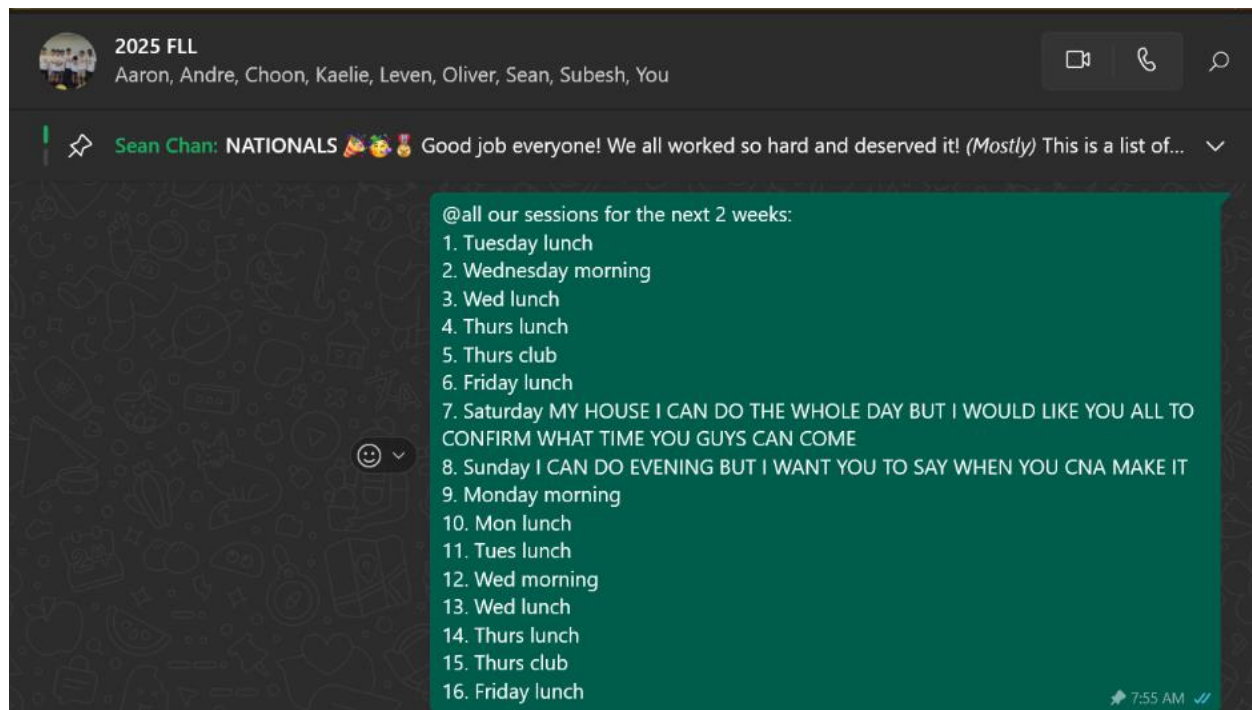 2025 FLL
Aaron, Andre, Choon, Kaelie, Leven, Oliver, Sean, Subesh, You
Sean Chan: NATIONALS 🎉🥳🏅 Good job everyone! We all worked so hard and deserved it! (Mostly) This is a list of...
@all our sessions for the next 2 weeks:
1. Tuesday lunch
2. Wednesday morning
3. Wed lunch
4. Thurs lunch
5. Thurs club
6. Friday lunch
7. Saturday MY HOUSE I CAN DO THE WHOLE DAY BUT I WOULD LIKE YOU ALL TO
CONFIRM WHAT TIME YOU GUYS CAN COME
8. Sunday I CAN DO EVENING BUT I WANT YOU TO SAY WHEN YOU CNA MAKE IT
9. Monday morning
10. Mon lunch
11. Tues lunch
12. Wed morning
13. Wed lunch
14. Thurs lunch
15. Thurs club
16. Friday lunch
7:55 AM